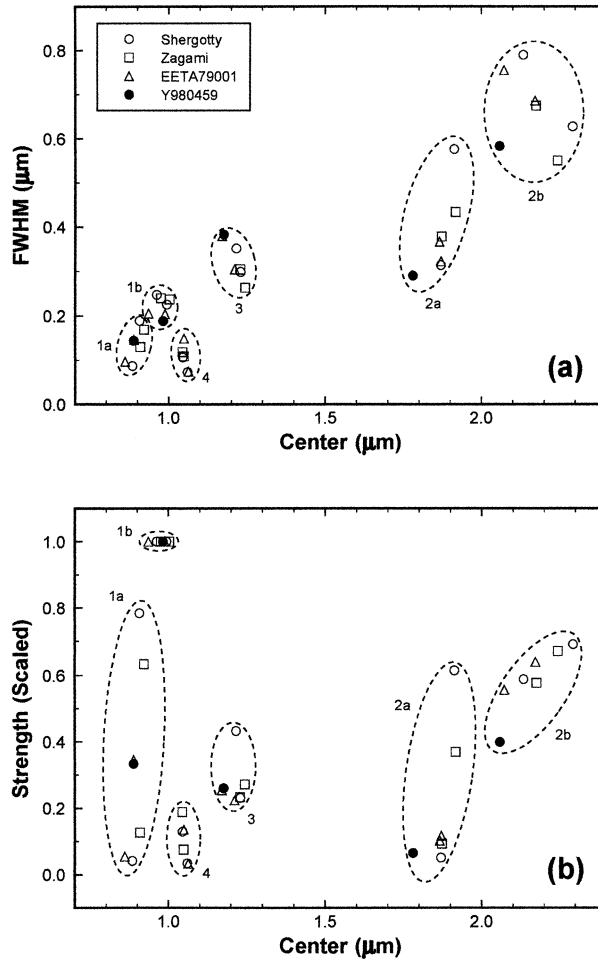 Shergotty
Zagami
EETA79001
Y980459
FWHM (μm)
0.8
0.6
0.4
0.2
0.0
2b
2a
1b
3
1a
4
(a)
1.0
1.5
2.0
Center (μm)
Strength (Scaled)
1.0
0.8
0.6
0.4
0.2
0.0
1b
1a
2a
2b
3
4
(b)
1.0
1.5
2.0
Center (μm)